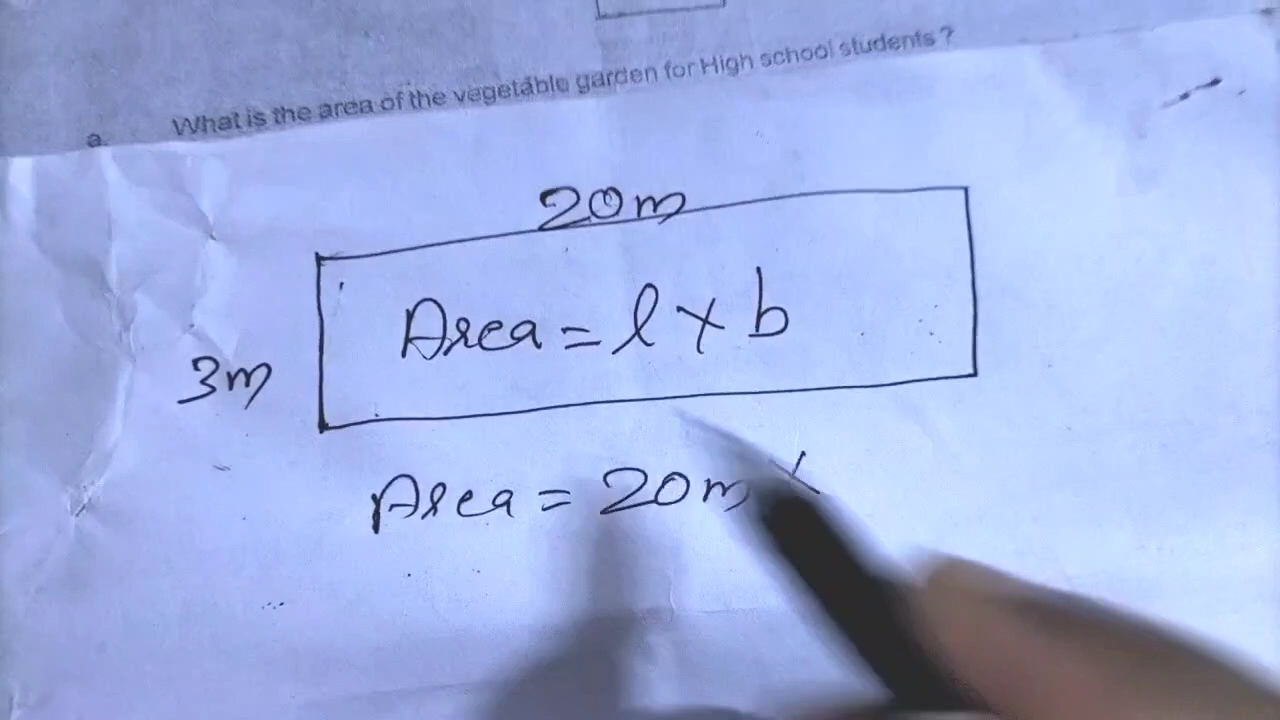 a. What is the area of the vegetable garden for High school students?
20m
Area = l × b
3m
Area = 20m ×